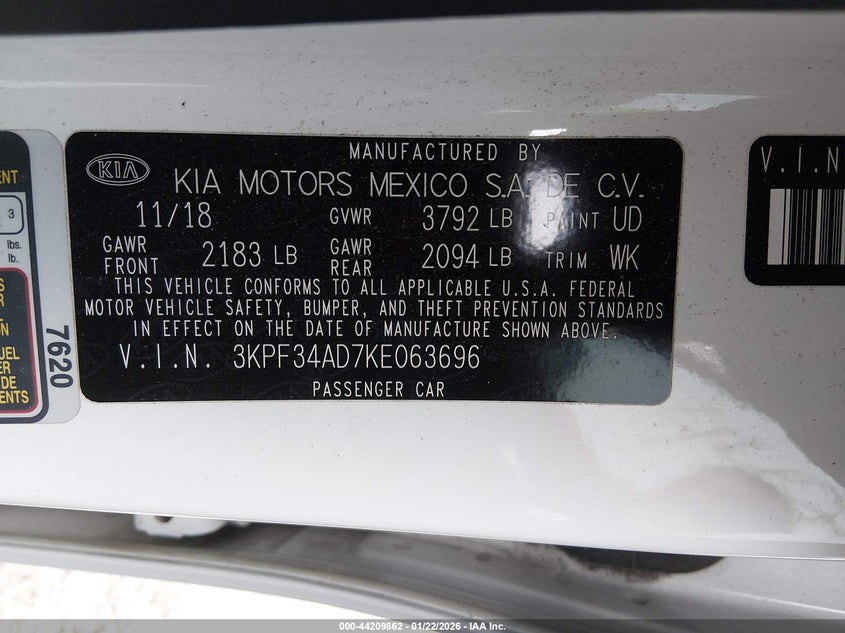 MANUFACTURED BY
KIA KIA MOTORS MEXICO S.A. DE C.V.
11/18 GVWR 3792 LB PAINT UD
GAWR FRONT 2183 LB GAWR REAR 2094 LB TRIM WK
THIS VEHICLE CONFORMS TO ALL APPLICABLE U.S.A. FEDERAL
MOTOR VEHICLE SAFETY, BUMPER, AND THEFT PREVENTION STANDARDS
IN EFFECT ON THE DATE OF MANUFACTURE SHOWN ABOVE.
V.I.N. 3KPF34AD7KE063696
PASSENGER CAR
3
lbs.
lb.
7620
V.I.N
000-44209862 - 01/22/2026 - IAA Inc.